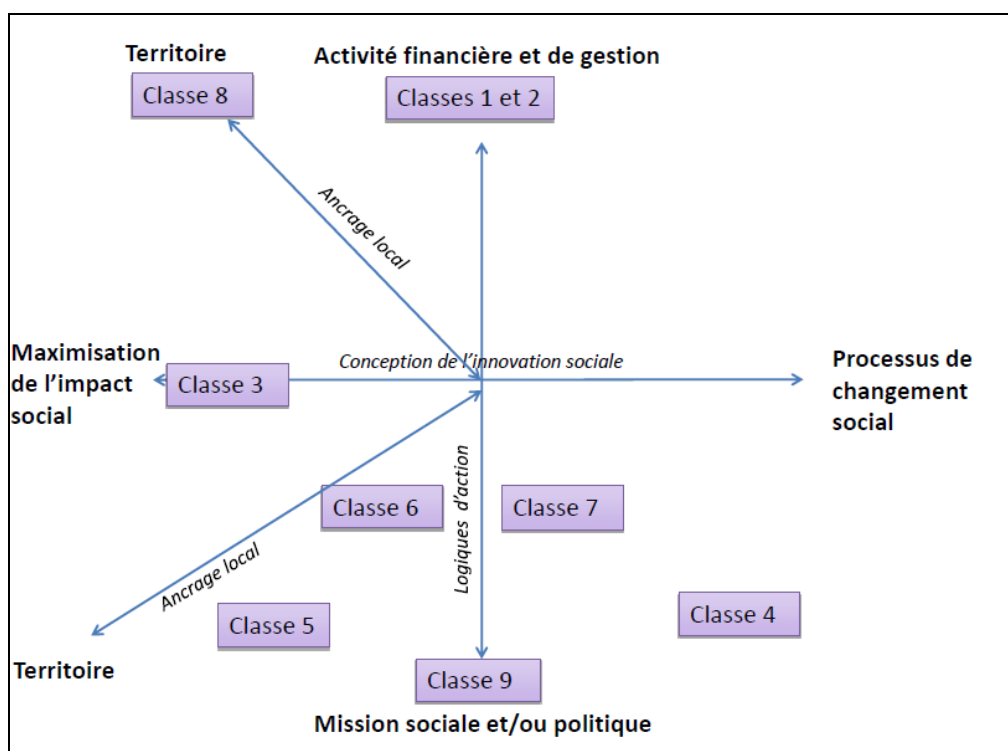 Territoire
Activité financière et de gestion
Classe 8
Classes 1 et 2
Ancrage local
Maximisation
de l'impact
social
Conception de l'innovation sociale
Classe 3
Processus de
changement
social
Classe 6
Classe 7
Logiques d'action
Ancrage local
Classe 5
Classe 4
Territoire
Classe 9
Mission sociale et/ou politique